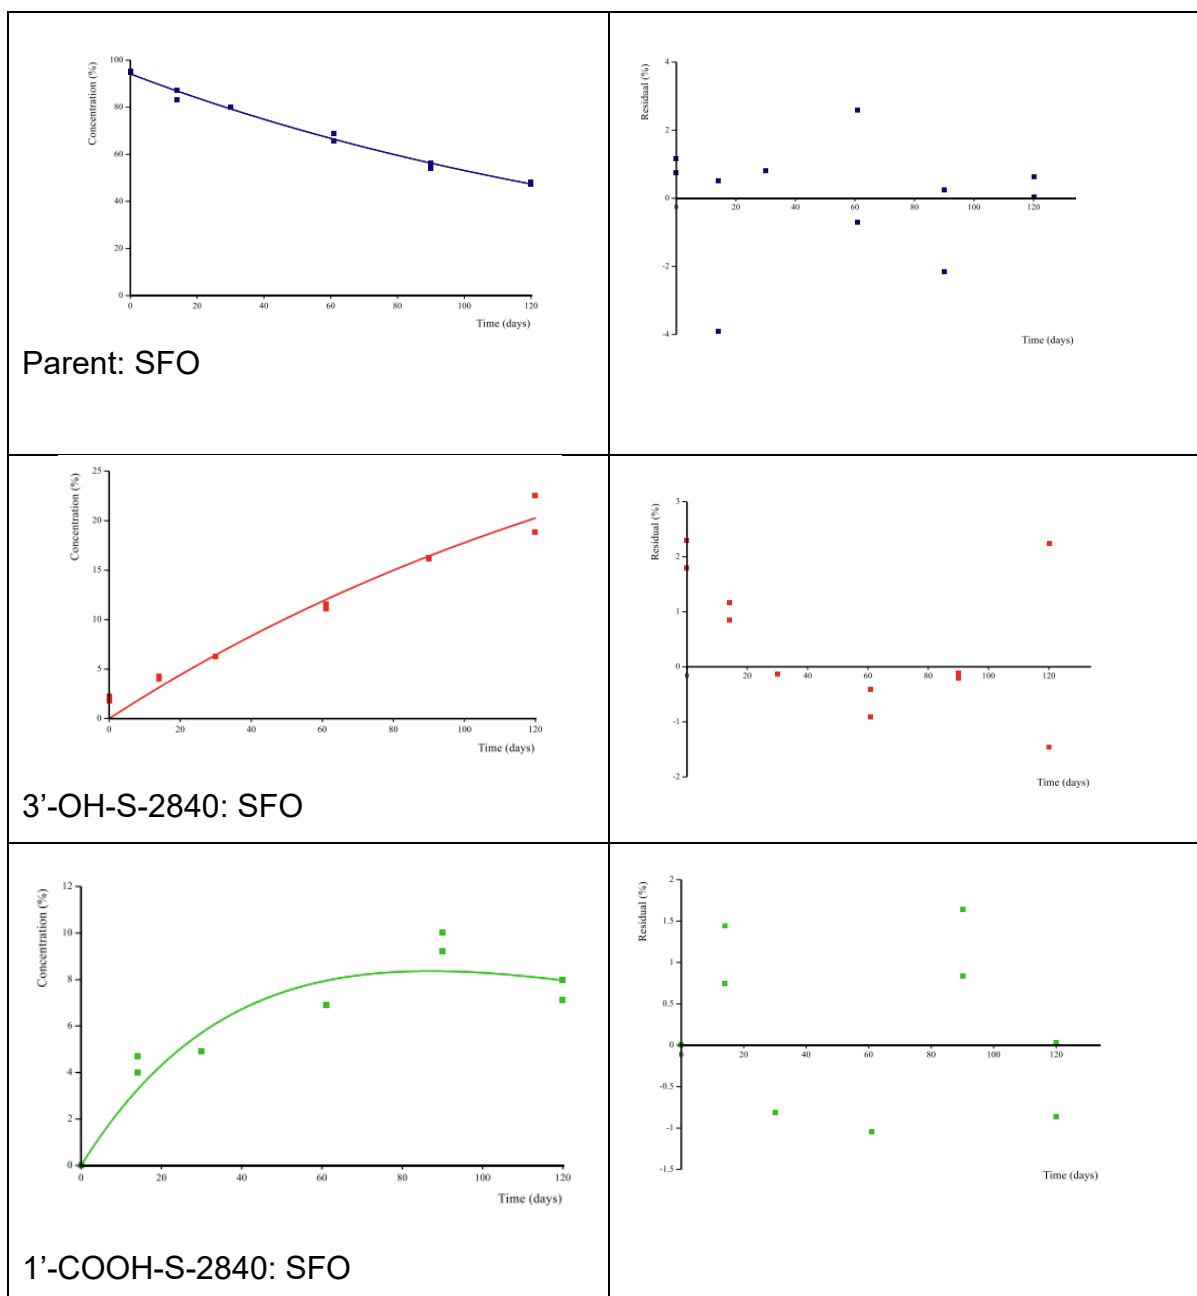 100
80
60
40
20
0
Concentration (%)
0 20 40 60 80 100 120
Time (days)
Parent: SFO
4
2
0
-2
-4
Residual (%)
0 20 40 60 80 100 120
Time (days)
25
20
15
10
5
0
Concentration (%)
0 20 40 60 80 100 120
Time (days)
3’-OH-S-2840: SFO
3
2
1
0
-1
-2
Residual (%)
0 20 40 60 80 100 120
Time (days)
12
10
8
6
4
2
0
Concentration (%)
0 20 40 60 80 100 120
Time (days)
1’-COOH-S-2840: SFO
2
1.5
1
0.5
0
-0.5
-1
-1.5
Residual (%)
0 20 40 60 80 100 120
Time (days)